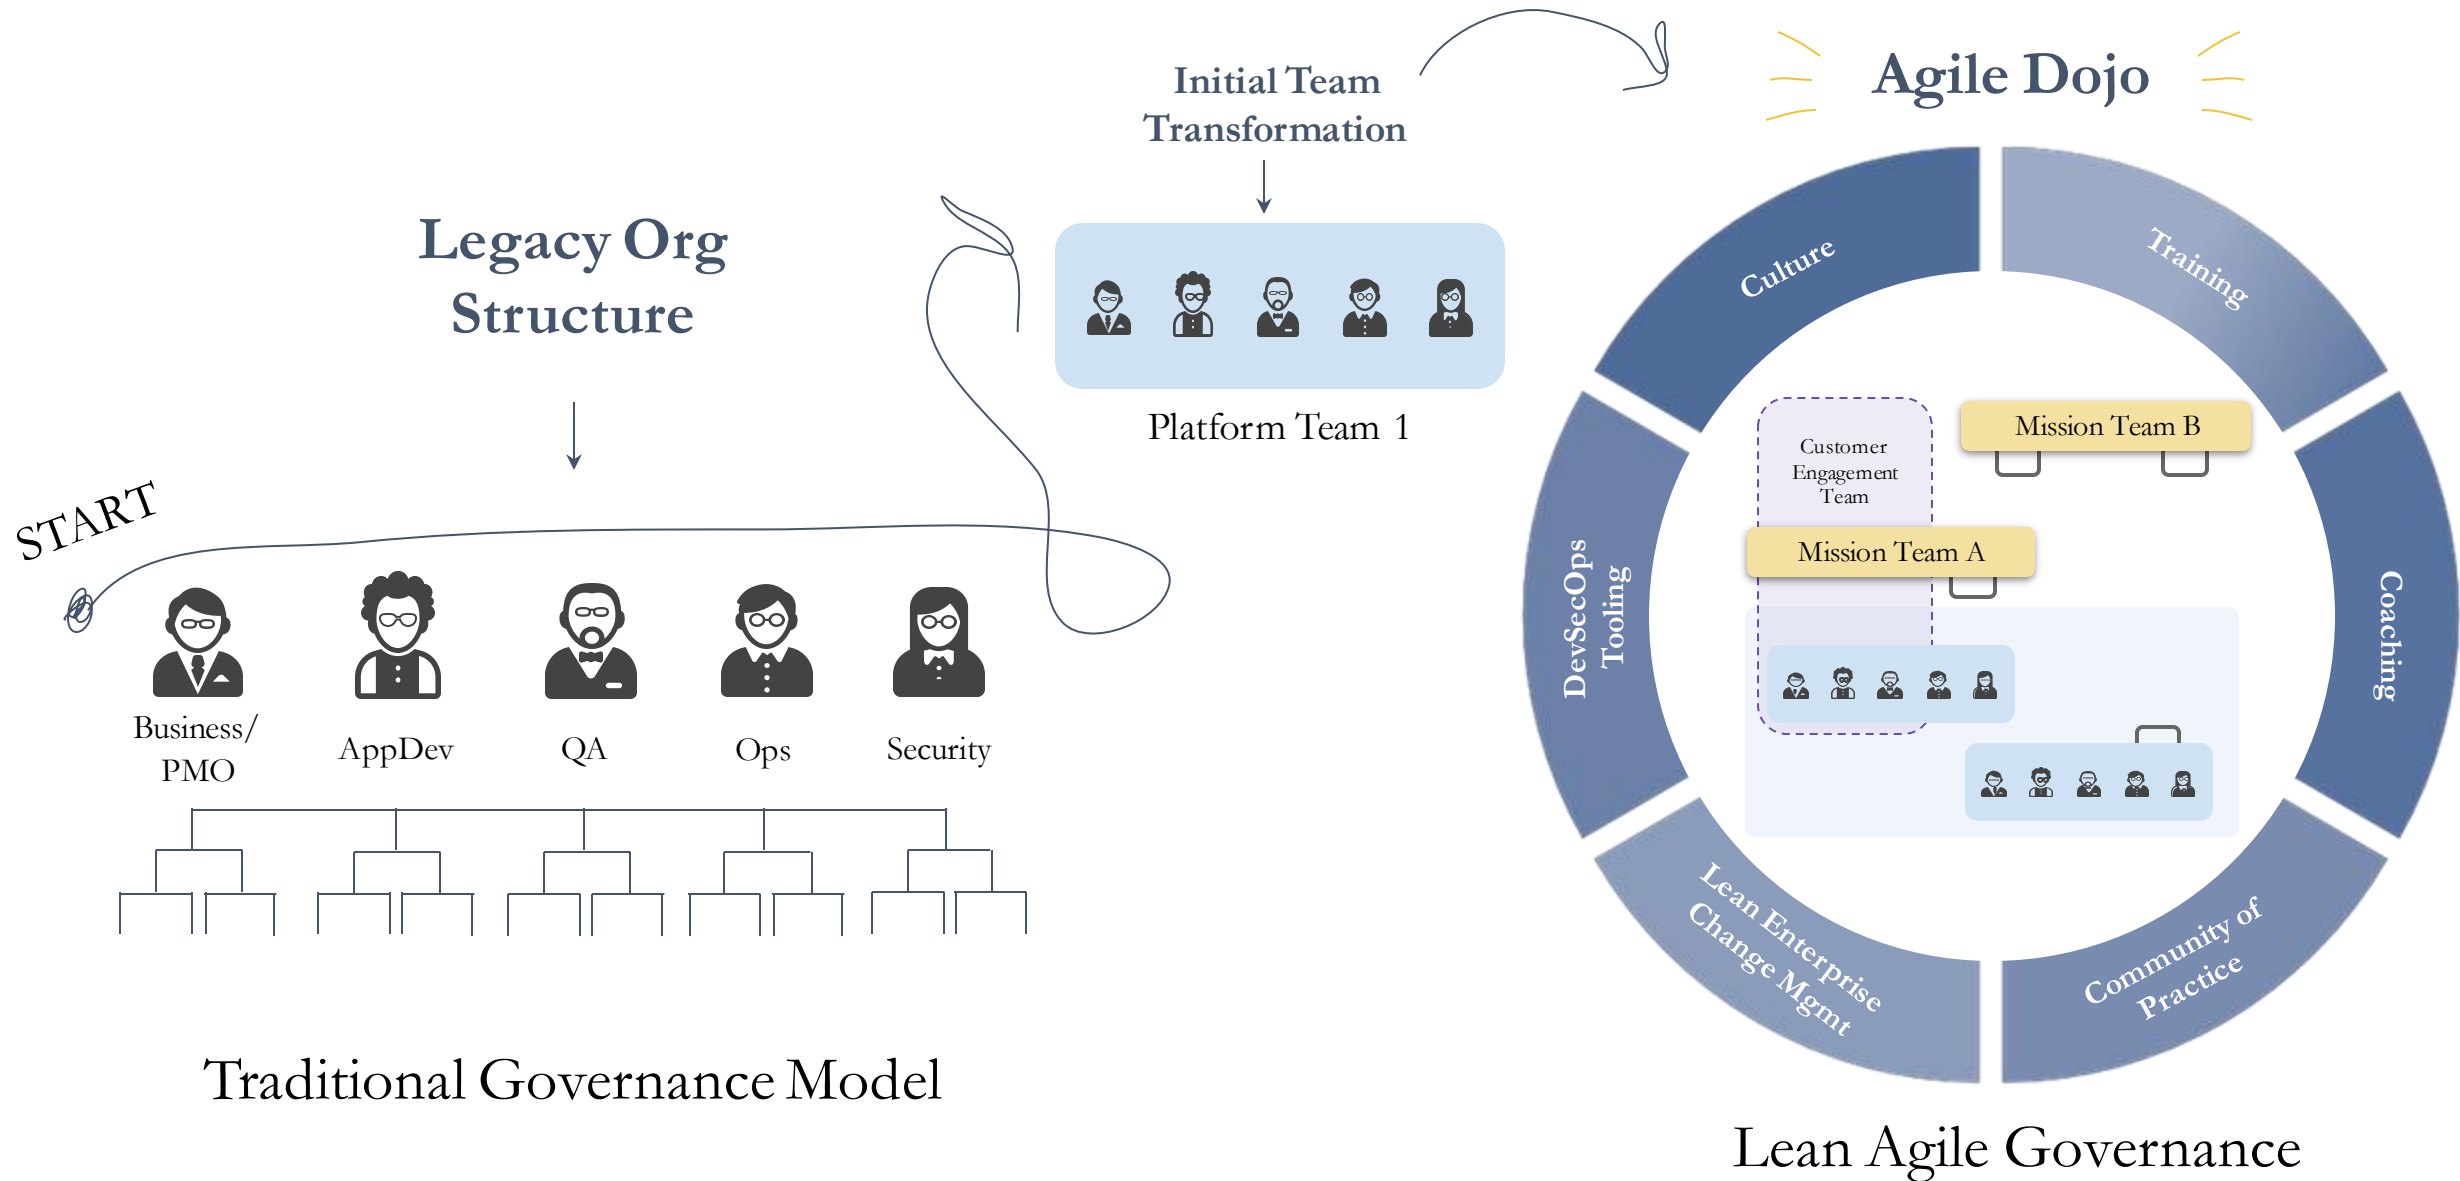 START
Legacy Org
Structure
Business/
PMO
AppDev
QA
Ops
Security
Traditional Governance Model
Initial Team
Transformation
Platform Team 1
Agile Dojo
Culture
Training
Coaching
Community of
Practice
Lean Enterprise
Change Mgmt
DevSecOps
Tooling
Customer
Engagement
Team
Mission Team B
Mission Team A
Lean Agile Governance